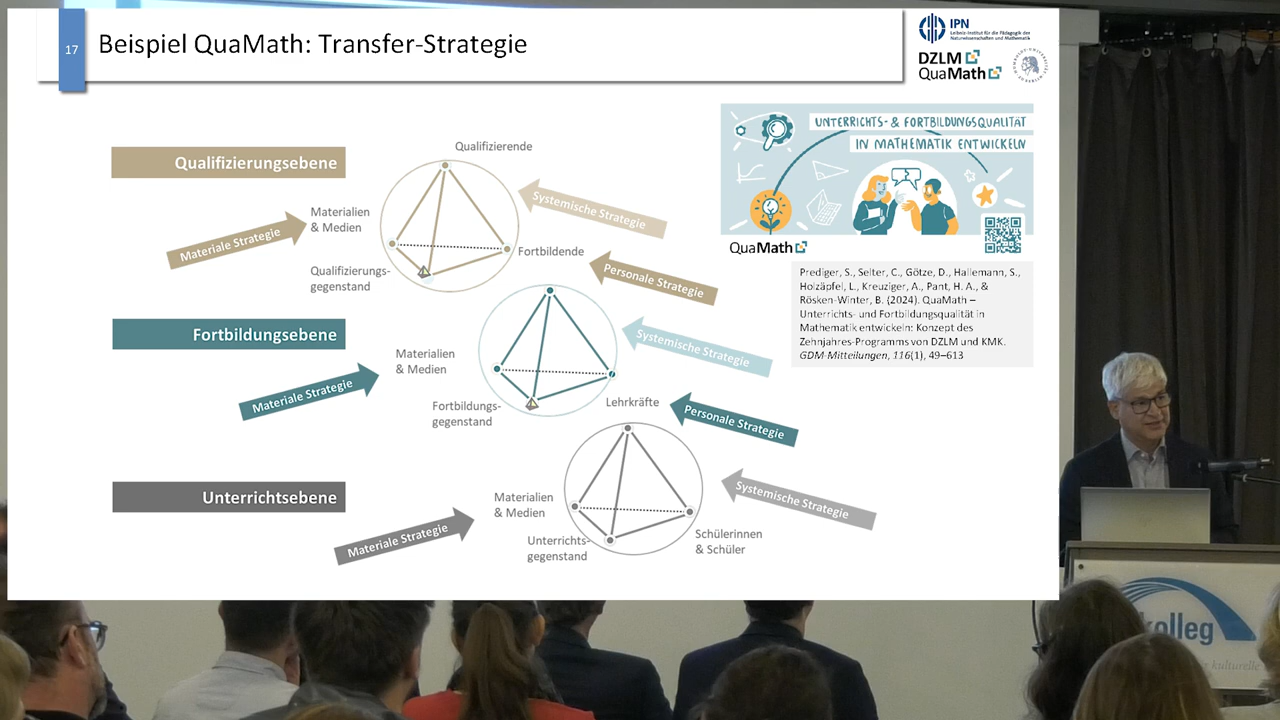 17
Beispiel QuaMath: Transfer-Strategie
IPN
Leibniz-Institut für die Pädagogik der
Naturwissenschaften und Mathematik
DZLM
QuaMath
UNTERRICHTS- & FORTBILDUNGSQUALITÄT
IN MATHEMATIK ENTWICKELN
QuaMath
Prediger, S., Selter, C., Götze, D., Hallemann, S.,
Holzäpfel, L., Kreuziger, A., Pant, H. A., &
Rösken-Winter, B. (2024). QuaMath –
Unterrichts- und Fortbildungsqualität in
Mathematik entwickeln: Konzept des
Zehnjahres-Programms von DZLM und KMK.
GDM-Mitteilungen, 116(1), 49–613
Qualifizierungsebene
Qualifizierende
Systemische Strategie
Materialien
& Medien
Materiale Strategie
Fortbildende
Qualifizierungs-
gegenstand
Personale Strategie
Fortbildungsebene
Systemische Strategie
Materialien
& Medien
Materiale Strategie
Lehrkräfte
Fortbildungs-
gegenstand
Personale Strategie
Unterrichtsebene
Systemische Strategie
Materialien
& Medien
Materiale Strategie
Schülerinnen
& Schüler
Unterrichts-
gegenstand
kolleg
kulturelle